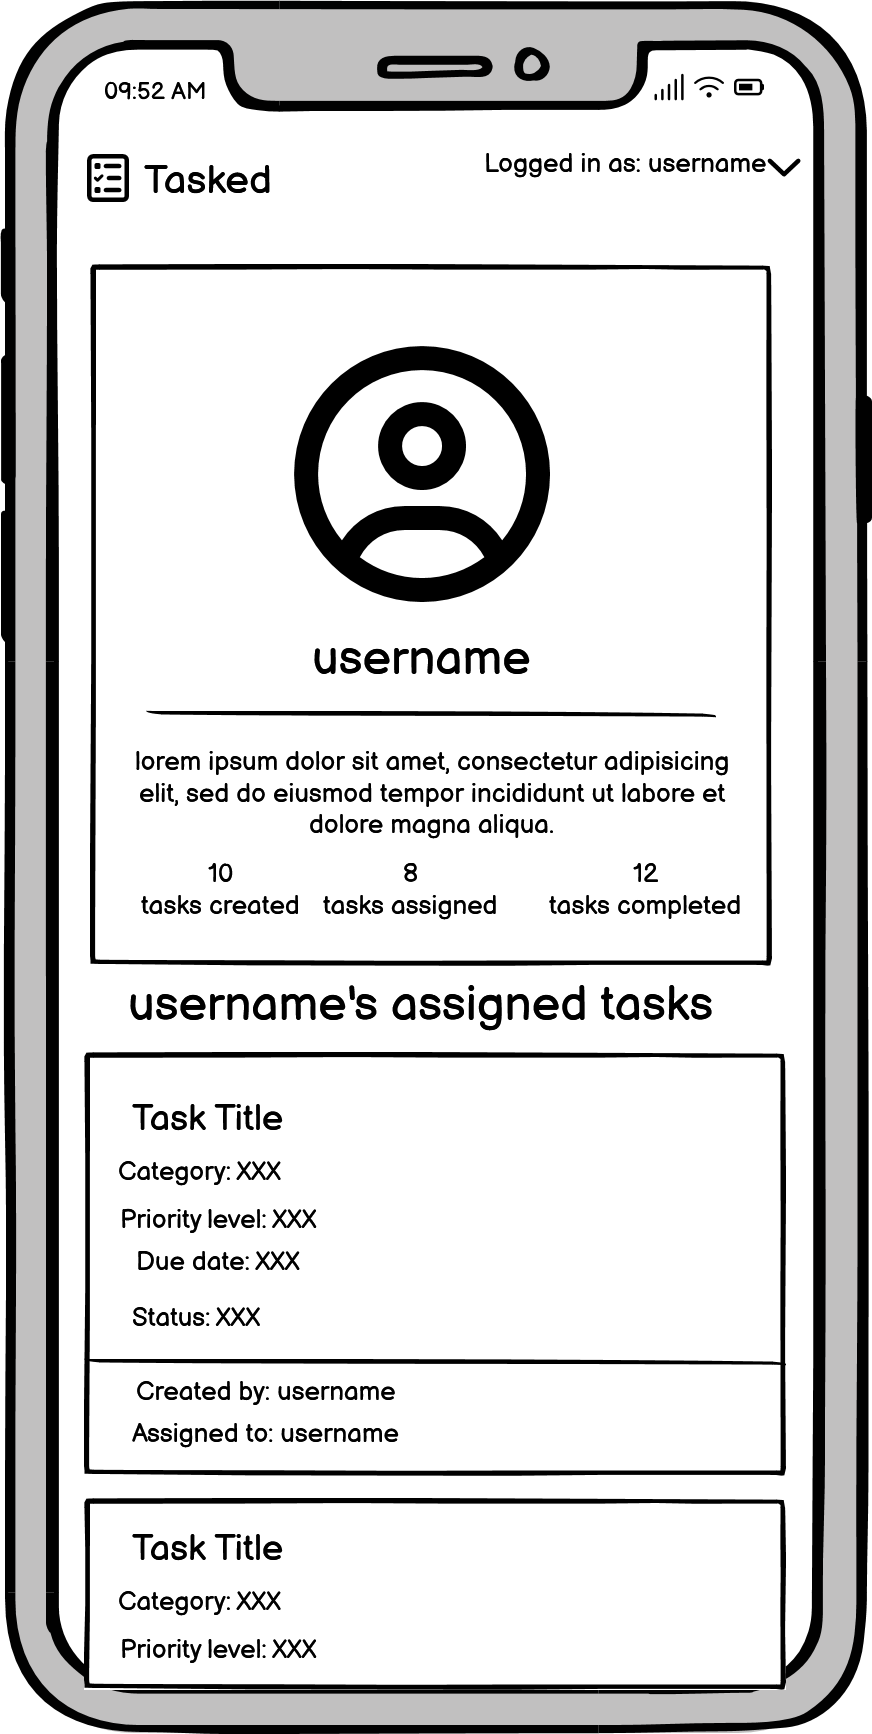 09:52 AM
Tasked
Logged in as: username
username
lorem ipsum dolor sit amet, consectetur adipisicing
elit, sed do eiusmod tempor incididunt ut labore et
dolore magna aliqua.
10
tasks created
8
tasks assigned
12
tasks completed
username's assigned tasks
Task Title
Category: XXX
Priority level: XXX
Due date: XXX
Status: XXX
Created by: username
Assigned to: username
Task Title
Category: XXX
Priority level: XXX